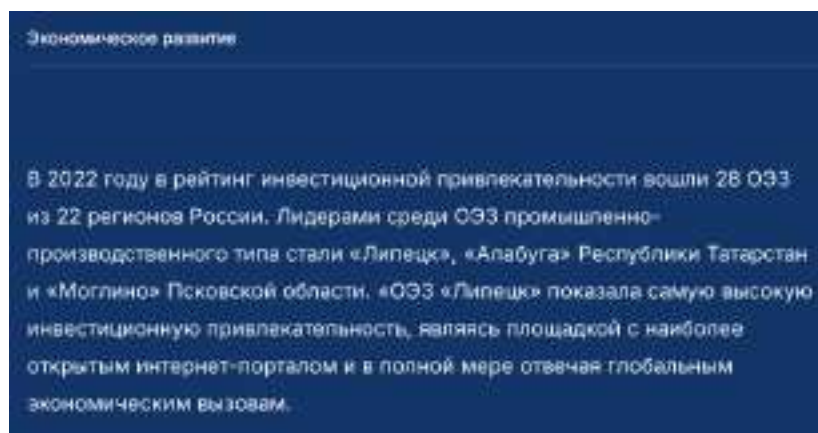 Экономическое развитие
В 2022 году в рейтинг инвестиционной привлекательности вошли 28 ОЭЗ
из 22 регионов России. Лидерами среди ОЭЗ промышленно-
производственного типа стали «Липецк», «Алабуга» Республики Татарстан
и «Моглино» Псковской области. «ОЭЗ «Липецк» показала самую высокую
инвестиционную привлекательность, являясь площадкой с наиболее
открытым интернет-порталом и в полной мере отвечая глобальным
экономическим вызовам.